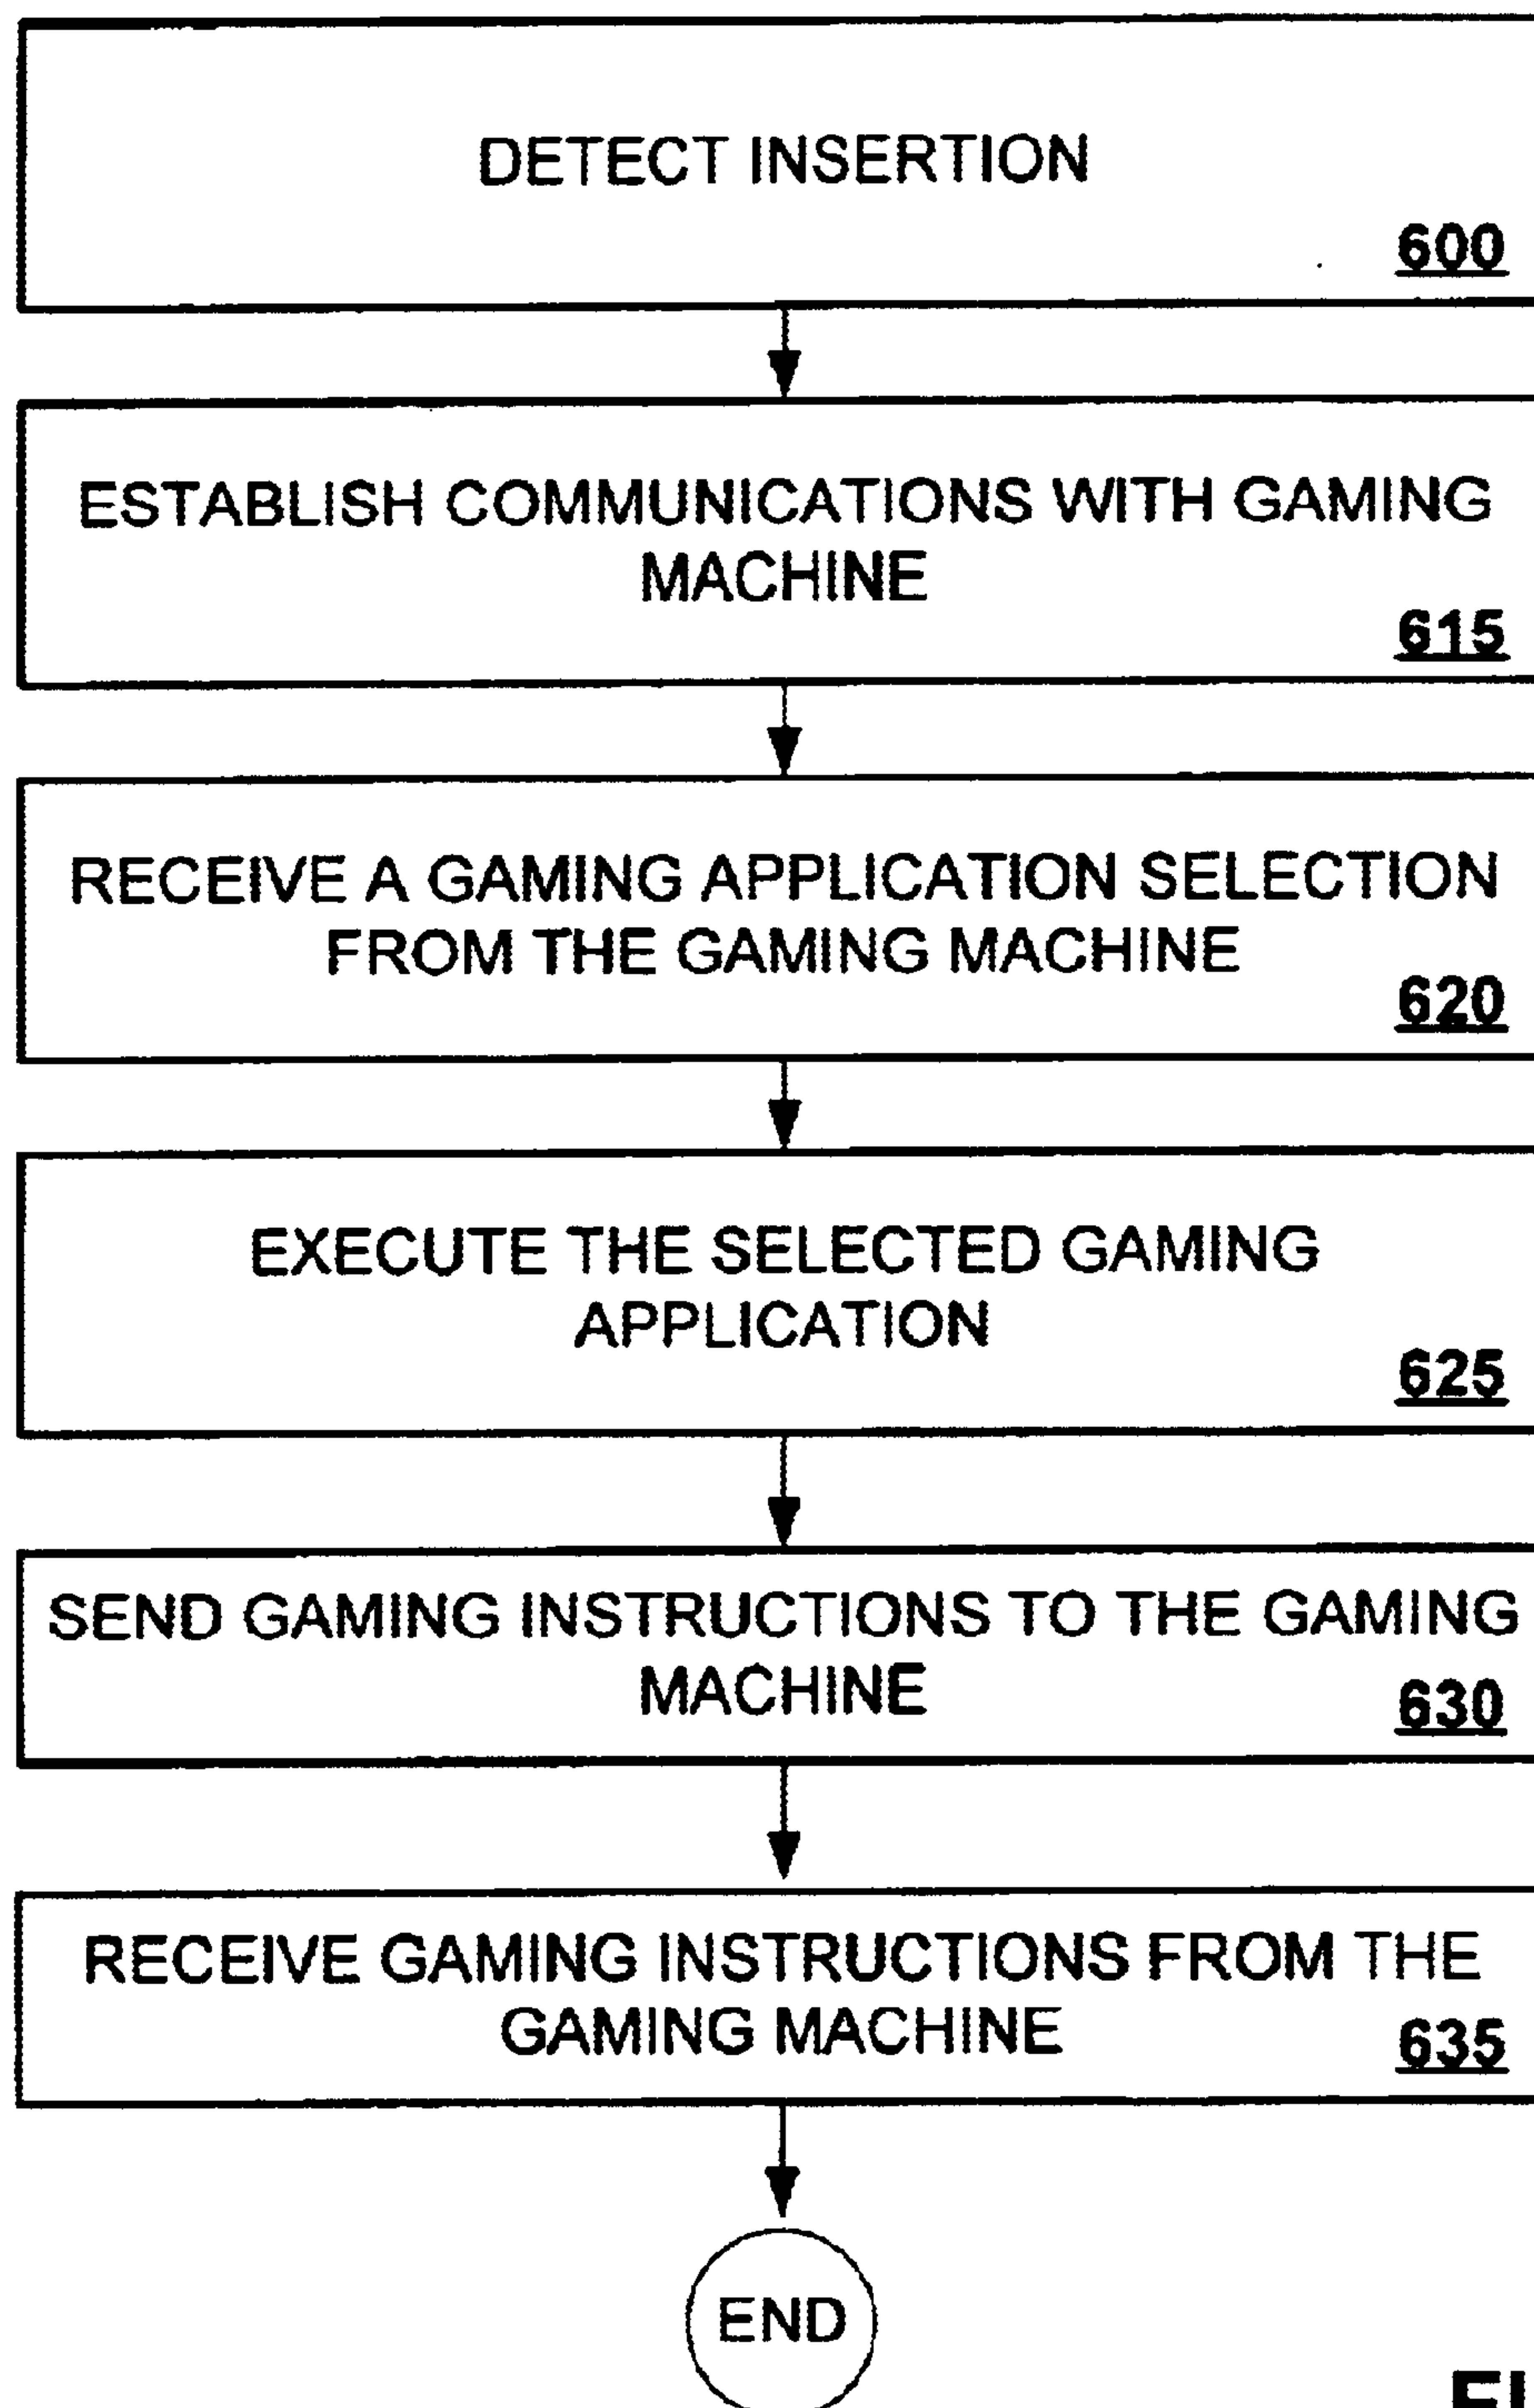 DETECT INSERTION
600
ESTABLISH COMMUNICATIONS WITH GAMING
MACHINE
615
RECEIVE A GAMING APPLICATION SELECTION
FROM THE GAMING MACHINE
620
EXECUTE THE SELECTED GAMING
APPLICATION
625
SEND GAMING INSTRUCTIONS TO THE GAMING
MACHINE
630
RECEIVE GAMING INSTRUCTIONS FROM THE
GAMING MACHINE
635
END